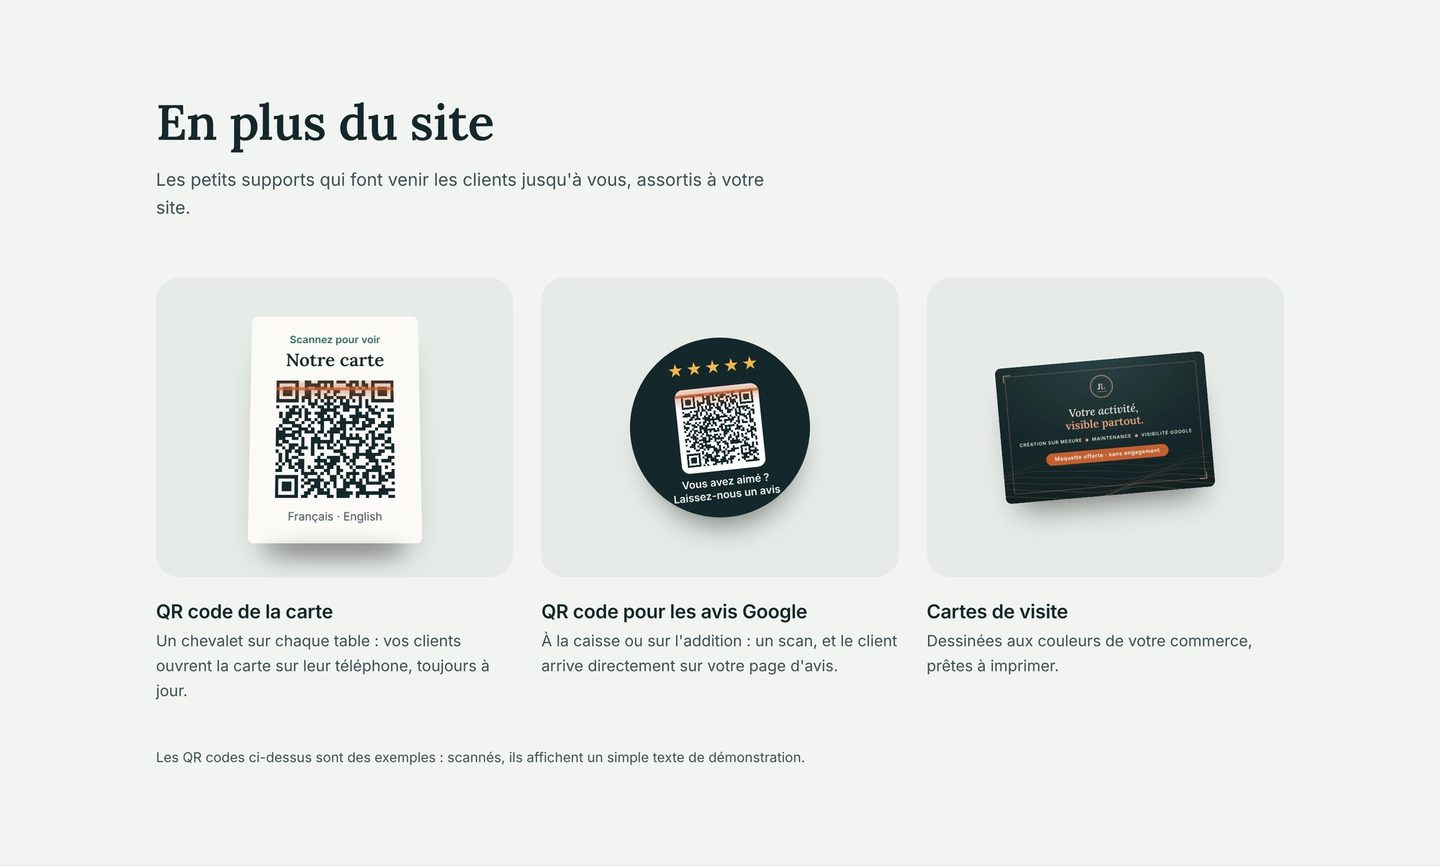 En plus du site
Les petits supports qui font venir les clients jusqu'à vous, assortis à votre
site.
Scannez pour voir
Notre carte
Français · English
Vous avez aimé ?
Laissez-nous un avis
JL
Votre activité,
visible partout.
CRÉATION SUR MESURE ◆ MAINTENANCE ◆ VISIBILITÉ GOOGLE
Maquette offerte · sans engagement
QR code de la carte
Un chevalet sur chaque table : vos clients
ouvrent la carte sur leur téléphone, toujours à
jour.
QR code pour les avis Google
À la caisse ou sur l'addition : un scan, et le client
arrive directement sur votre page d'avis.
Cartes de visite
Dessinées aux couleurs de votre commerce,
prêtes à imprimer.
Les QR codes ci-dessus sont des exemples : scannés, ils affichent un simple texte de démonstration.